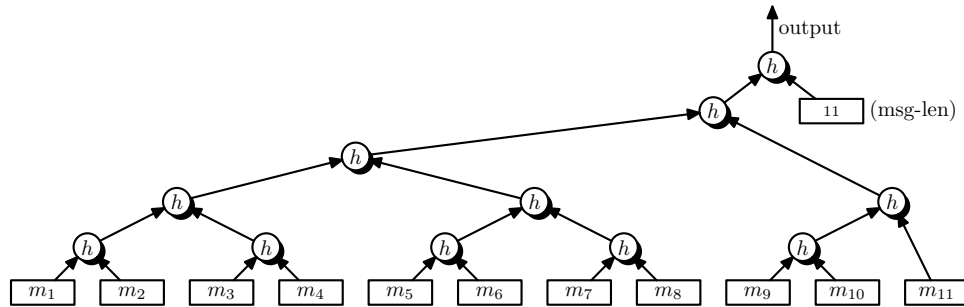 output
h
h
11 (msg-len)
h
h h h
h h h h h
m₁ m₂ m₃ m₄ m₅ m₆ m₇ m₈ m₉ m₁₀ m₁₁